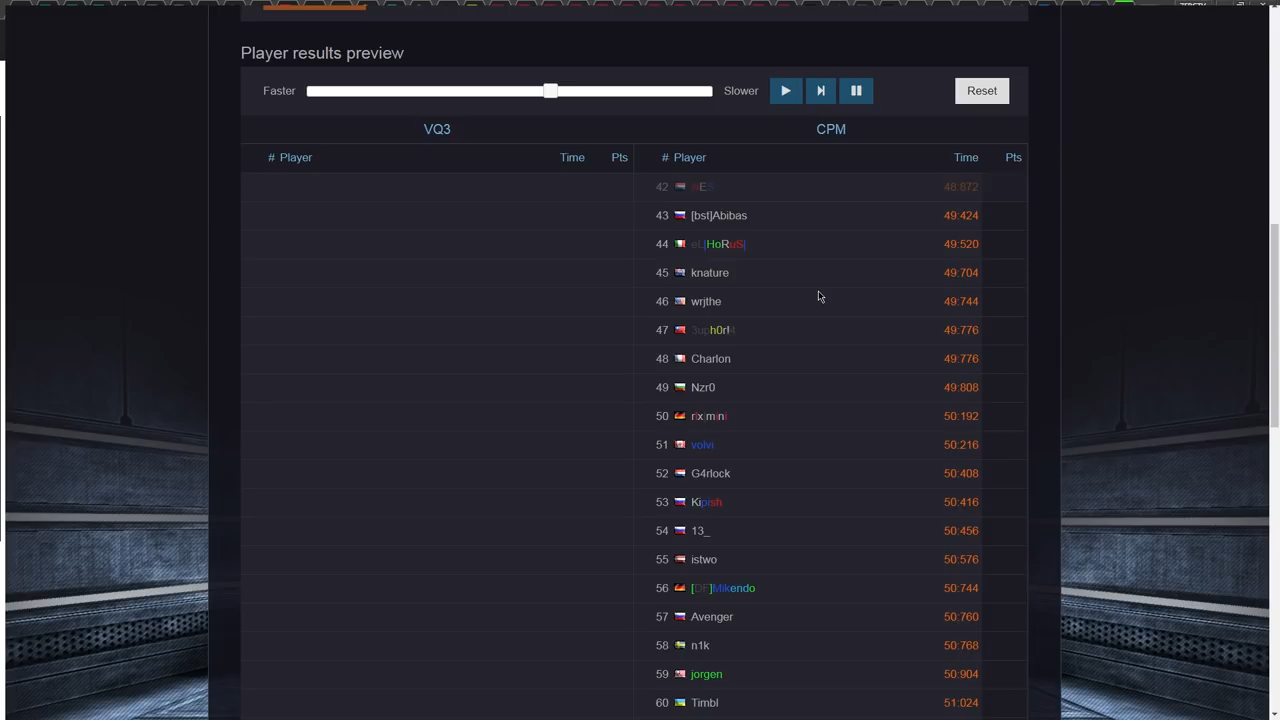 Player results preview
Faster Slower Reset
VQ3 CPM
# Player Time Pts # Player Time Pts
42 48:872
43 [bst]Abibas 49:424
44 eL|HoRuS| 49:520
45 knature 49:704
46 wrjthe 49:744
47 49:776
48 Charlon 49:776
49 Nzr0 49:808
50 50:192
51 volvi 50:216
52 G4rlock 50:408
53 Kipish 50:416
54 13_ 50:456
55 istwo 50:576
56 [DF]Mikendo 50:744
57 Avenger 50:760
58 n1k 50:768
59 jorgen 50:904
60 Timbl 51:024